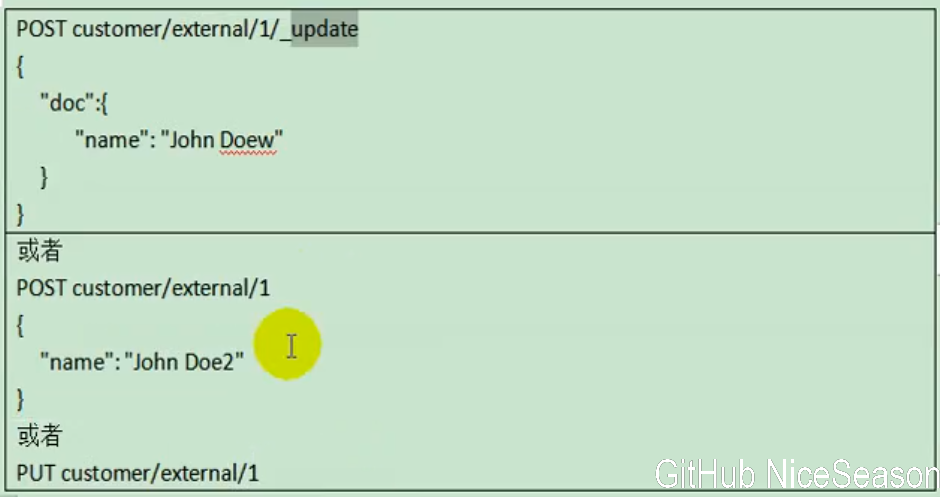 POST customer/external/1/_update
{
"doc":{
"name": "John Doew"
}
}
或者
POST customer/external/1
{
"name": "John Doe2"
}
或者
PUT customer/external/1
GitHub NiceSeason